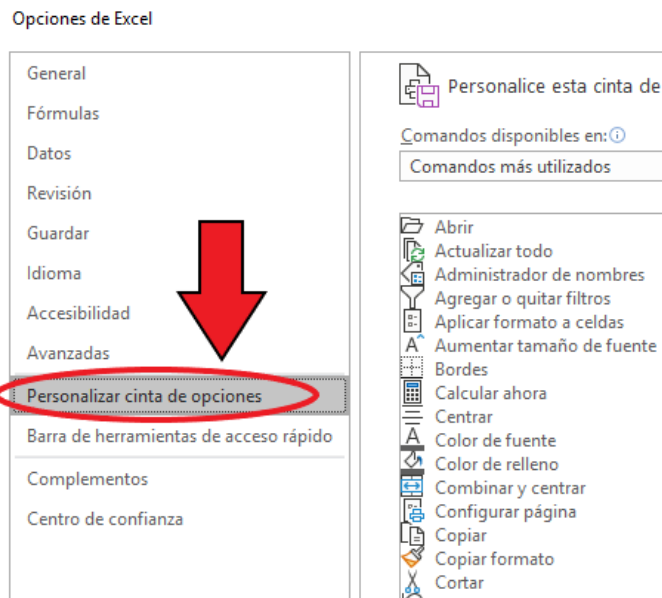 Opciones de Excel
General
Fórmulas
Datos
Revisión
Guardar
Idioma
Accesibilidad
Avanzadas
Personalizar cinta de opciones
Barra de herramientas de acceso rápido
Complementos
Centro de confianza
Personalice esta cinta de
Comandos disponibles en:
Comandos más utilizados
Abrir
Actualizar todo
Administrador de nombres
Agregar o quitar filtros
Aplicar formato a celdas
Aumentar tamaño de fuente
Bordes
Calcular ahora
Centrar
Color de fuente
Color de relleno
Combinar y centrar
Configurar página
Copiar
Copiar formato
Cortar